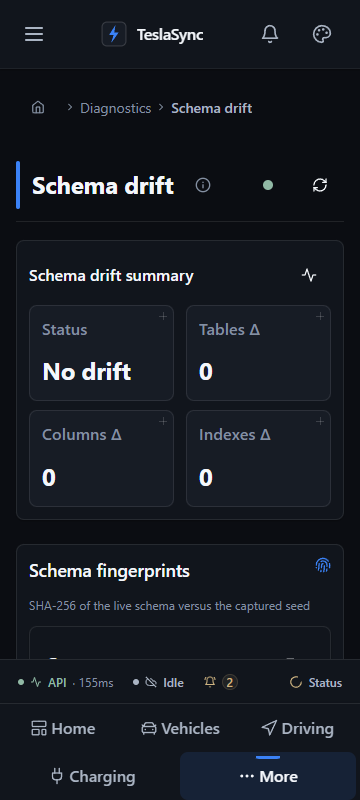 TeslaSync
Diagnostics
Schema drift
Schema drift
Schema drift summary
Status
No drift
Tables Δ
0
Columns Δ
0
Indexes Δ
0
Schema fingerprints
SHA-256 of the live schema versus the captured seed
API · 155ms
Idle
2
Status
Home
Vehicles
Driving
Charging
More